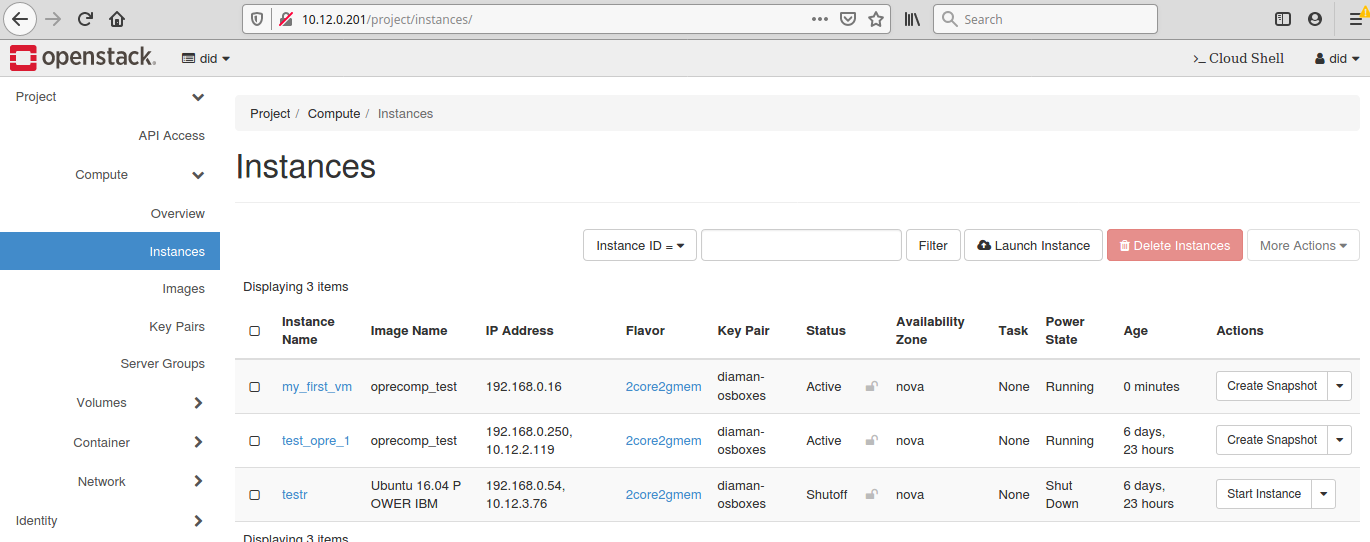 10.12.0.201/project/instances/
Search
openstack.
did
>_ Cloud Shell
did
Project
API Access
Compute
Overview
Instances
Images
Key Pairs
Server Groups
Volumes
Container
Network
Identity
Project / Compute / Instances
Instances
Instance ID =
Filter
Launch Instance
Delete Instances
More Actions
Displaying 3 items
Instance Name Image Name IP Address Flavor Key Pair Status Availability Zone Task Power State Age Actions
my_first_vm oprecomp_test 192.168.0.16 2core2gmem diaman-osboxes Active nova None Running 0 minutes Create Snapshot
test_opre_1 oprecomp_test 192.168.0.250, 10.12.2.119 2core2gmem diaman-osboxes Active nova None Running 6 days, 23 hours Create Snapshot
testr Ubuntu 16.04 P OWER IBM 192.168.0.54, 10.12.3.76 2core2gmem diaman-osboxes Shutoff nova None Shut Down 6 days, 23 hours Start Instance
Displaying 3 items